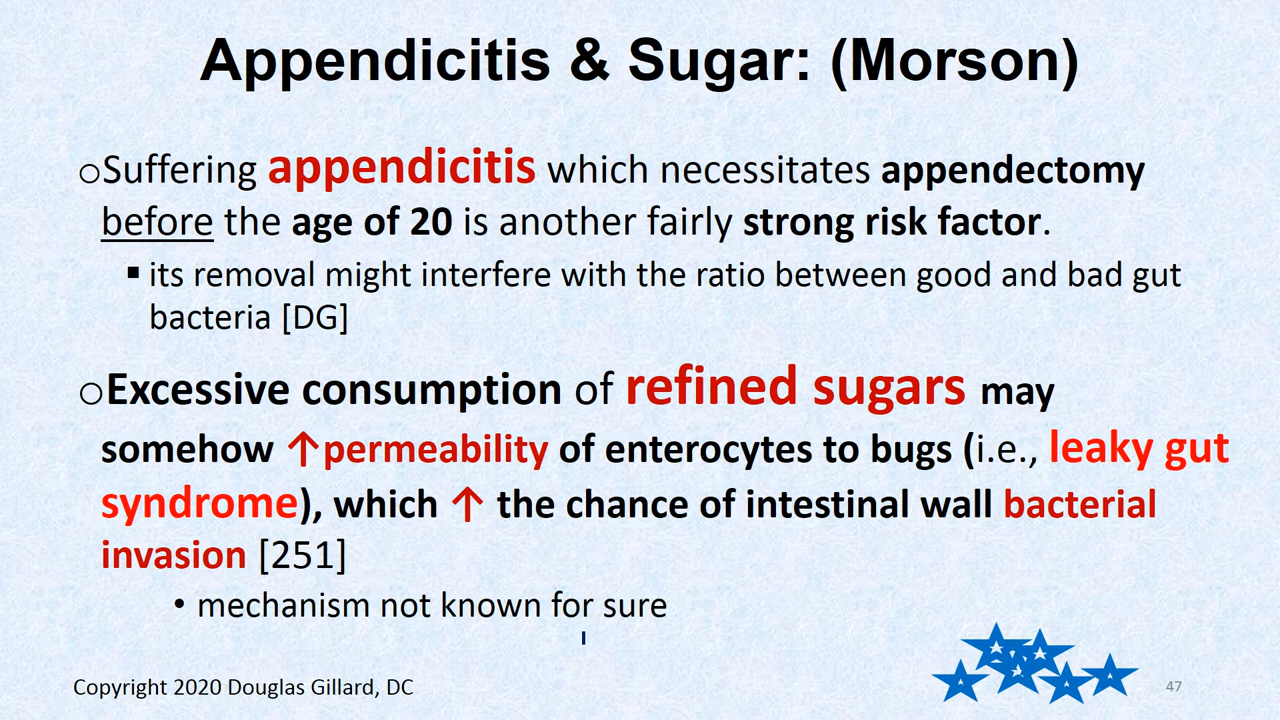 Appendicitis & Sugar: (Morson)
oSuffering appendicitis which necessitates appendectomy
before the age of 20 is another fairly strong risk factor.
▪ its removal might interfere with the ratio between good and bad gut
bacteria [DG]
oExcessive consumption of refined sugars may
somehow ↑permeability of enterocytes to bugs (i.e., leaky gut
syndrome), which ↑ the chance of intestinal wall bacterial
invasion [251]
• mechanism not known for sure
Copyright 2020 Douglas Gillard, DC
47